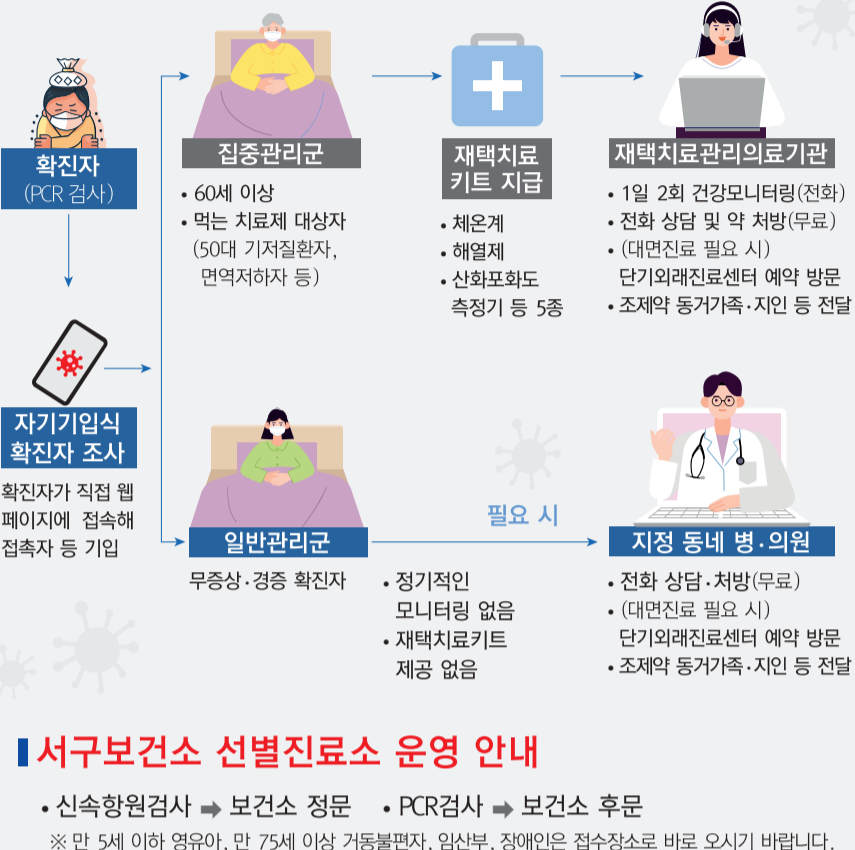 확진자
(PCR 검사)
자기기입식
확진자 조사
확진자가 직접 웹
페이지에 접속해
접촉자 등 기입
집중관리군
• 60세 이상
• 먹는 치료제 대상자
(50대 기저질환자,
면역저하자 등)
재택치료
키트 지급
• 체온계
• 해열제
• 산화포화도
측정기 등 5종
재택치료관리의료기관
• 1일 2회 건강모니터링(전화)
• 전화 상담 및 약 처방(무료)
• (대면진료 필요 시)
단기외래진료센터 예약 방문
• 조제약 동거가족·지인 등 전달
일반관리군
무증상·경증 확진자
• 정기적인
모니터링 없음
• 재택치료키트
제공 없음
필요 시
지정 동네 병·의원
• 전화 상담·처방(무료)
• (대면진료 필요 시)
단기외래진료센터 예약 방문
• 조제약 동거가족·지인 등 전달
서구보건소 선별진료소 운영 안내
• 신속항원검사 ➡ 보건소 정문 • PCR검사 ➡ 보건소 후문
※ 만 5세 이하 영유아, 만 75세 이상 거동불편자, 임산부, 장애인은 접수장소로 바로 오시기 바랍니다.